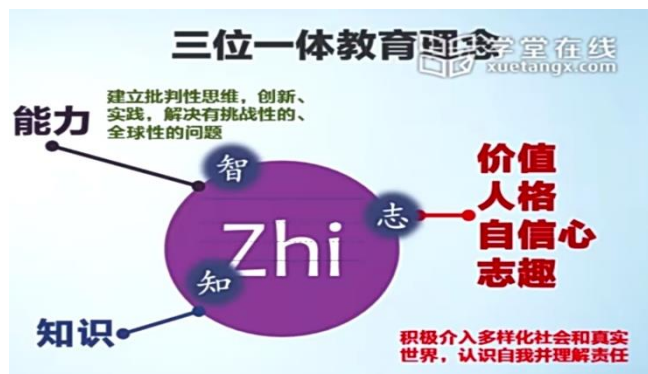 三位一体教育理念
学堂在线
xuetangx.com
建立批判性思维，创新、
实践，解决有挑战性的、
全球性的问题
能力
智
Zhi
志
知
价值
人格
自信心
志趣
知识
积极介入多样化社会和真实
世界，认识自我并理解责任